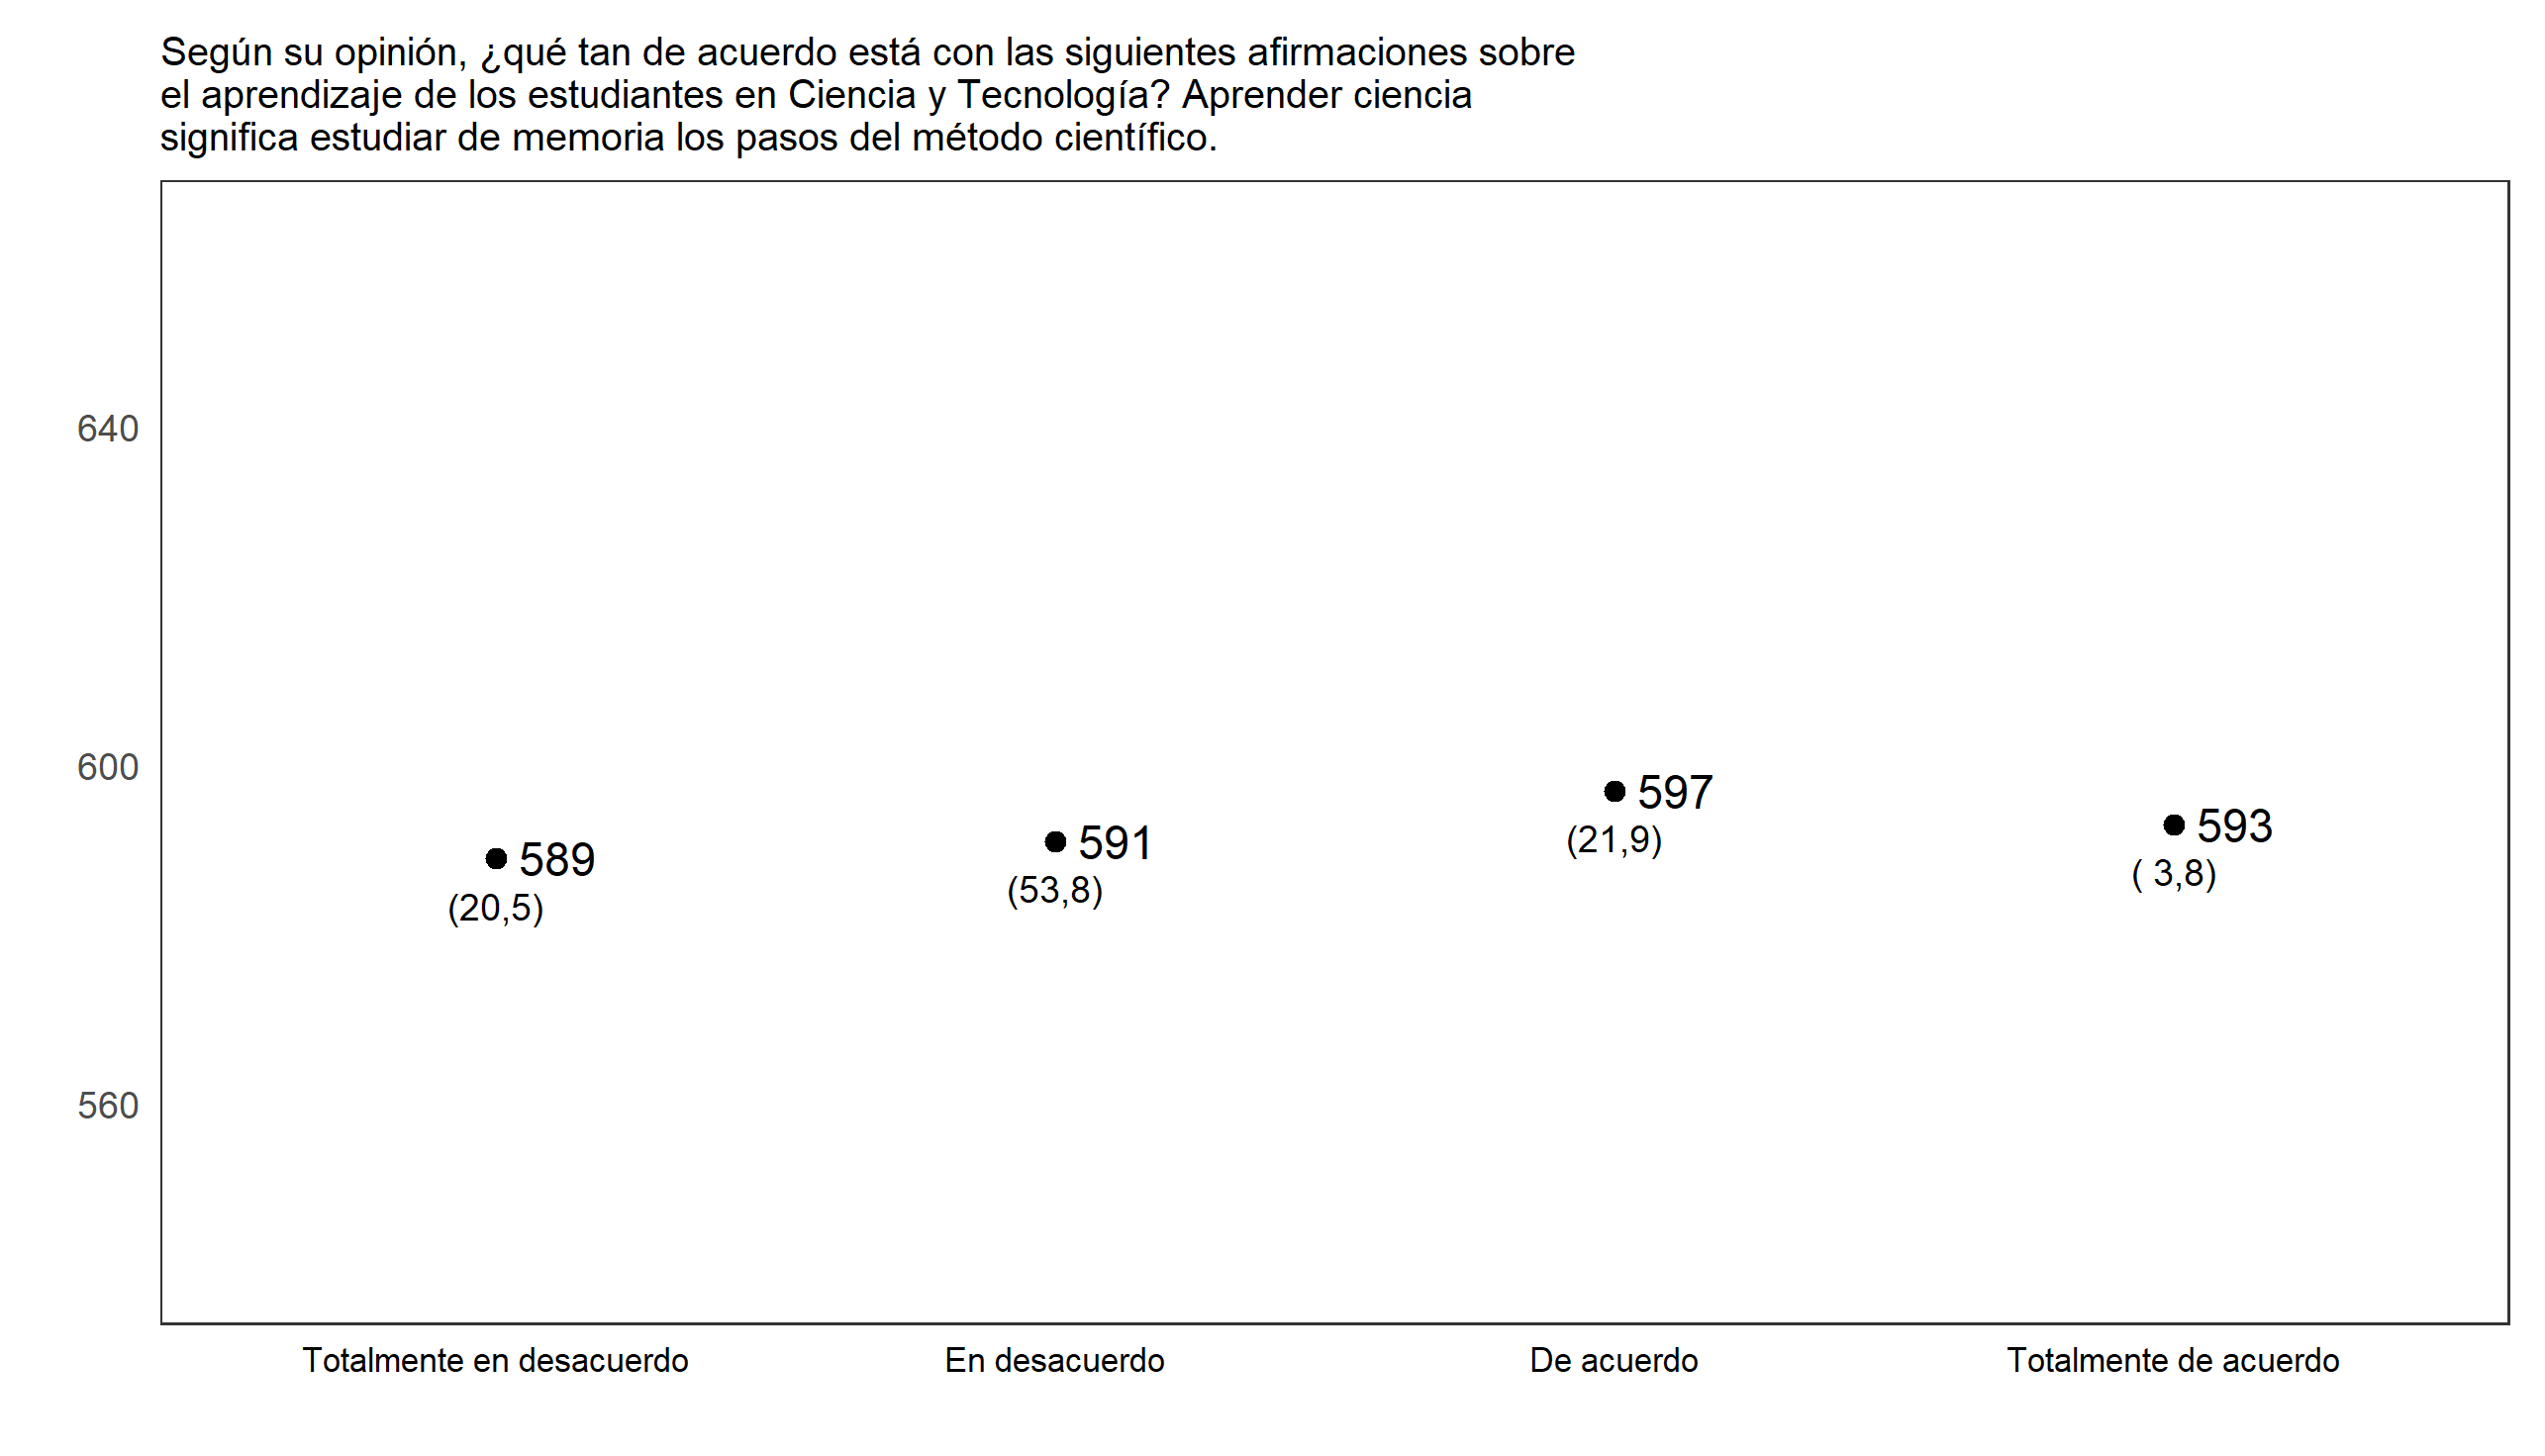 Según su opinión, ¿qué tan de acuerdo está con las siguientes afirmaciones sobre
el aprendizaje de los estudiantes en Ciencia y Tecnología? Aprender ciencia
significa estudiar de memoria los pasos del método científico.
640
600
560
589
(20,5)
591
(53,8)
597
(21,9)
593
( 3,8)
Totalmente en desacuerdo
En desacuerdo
De acuerdo
Totalmente de acuerdo